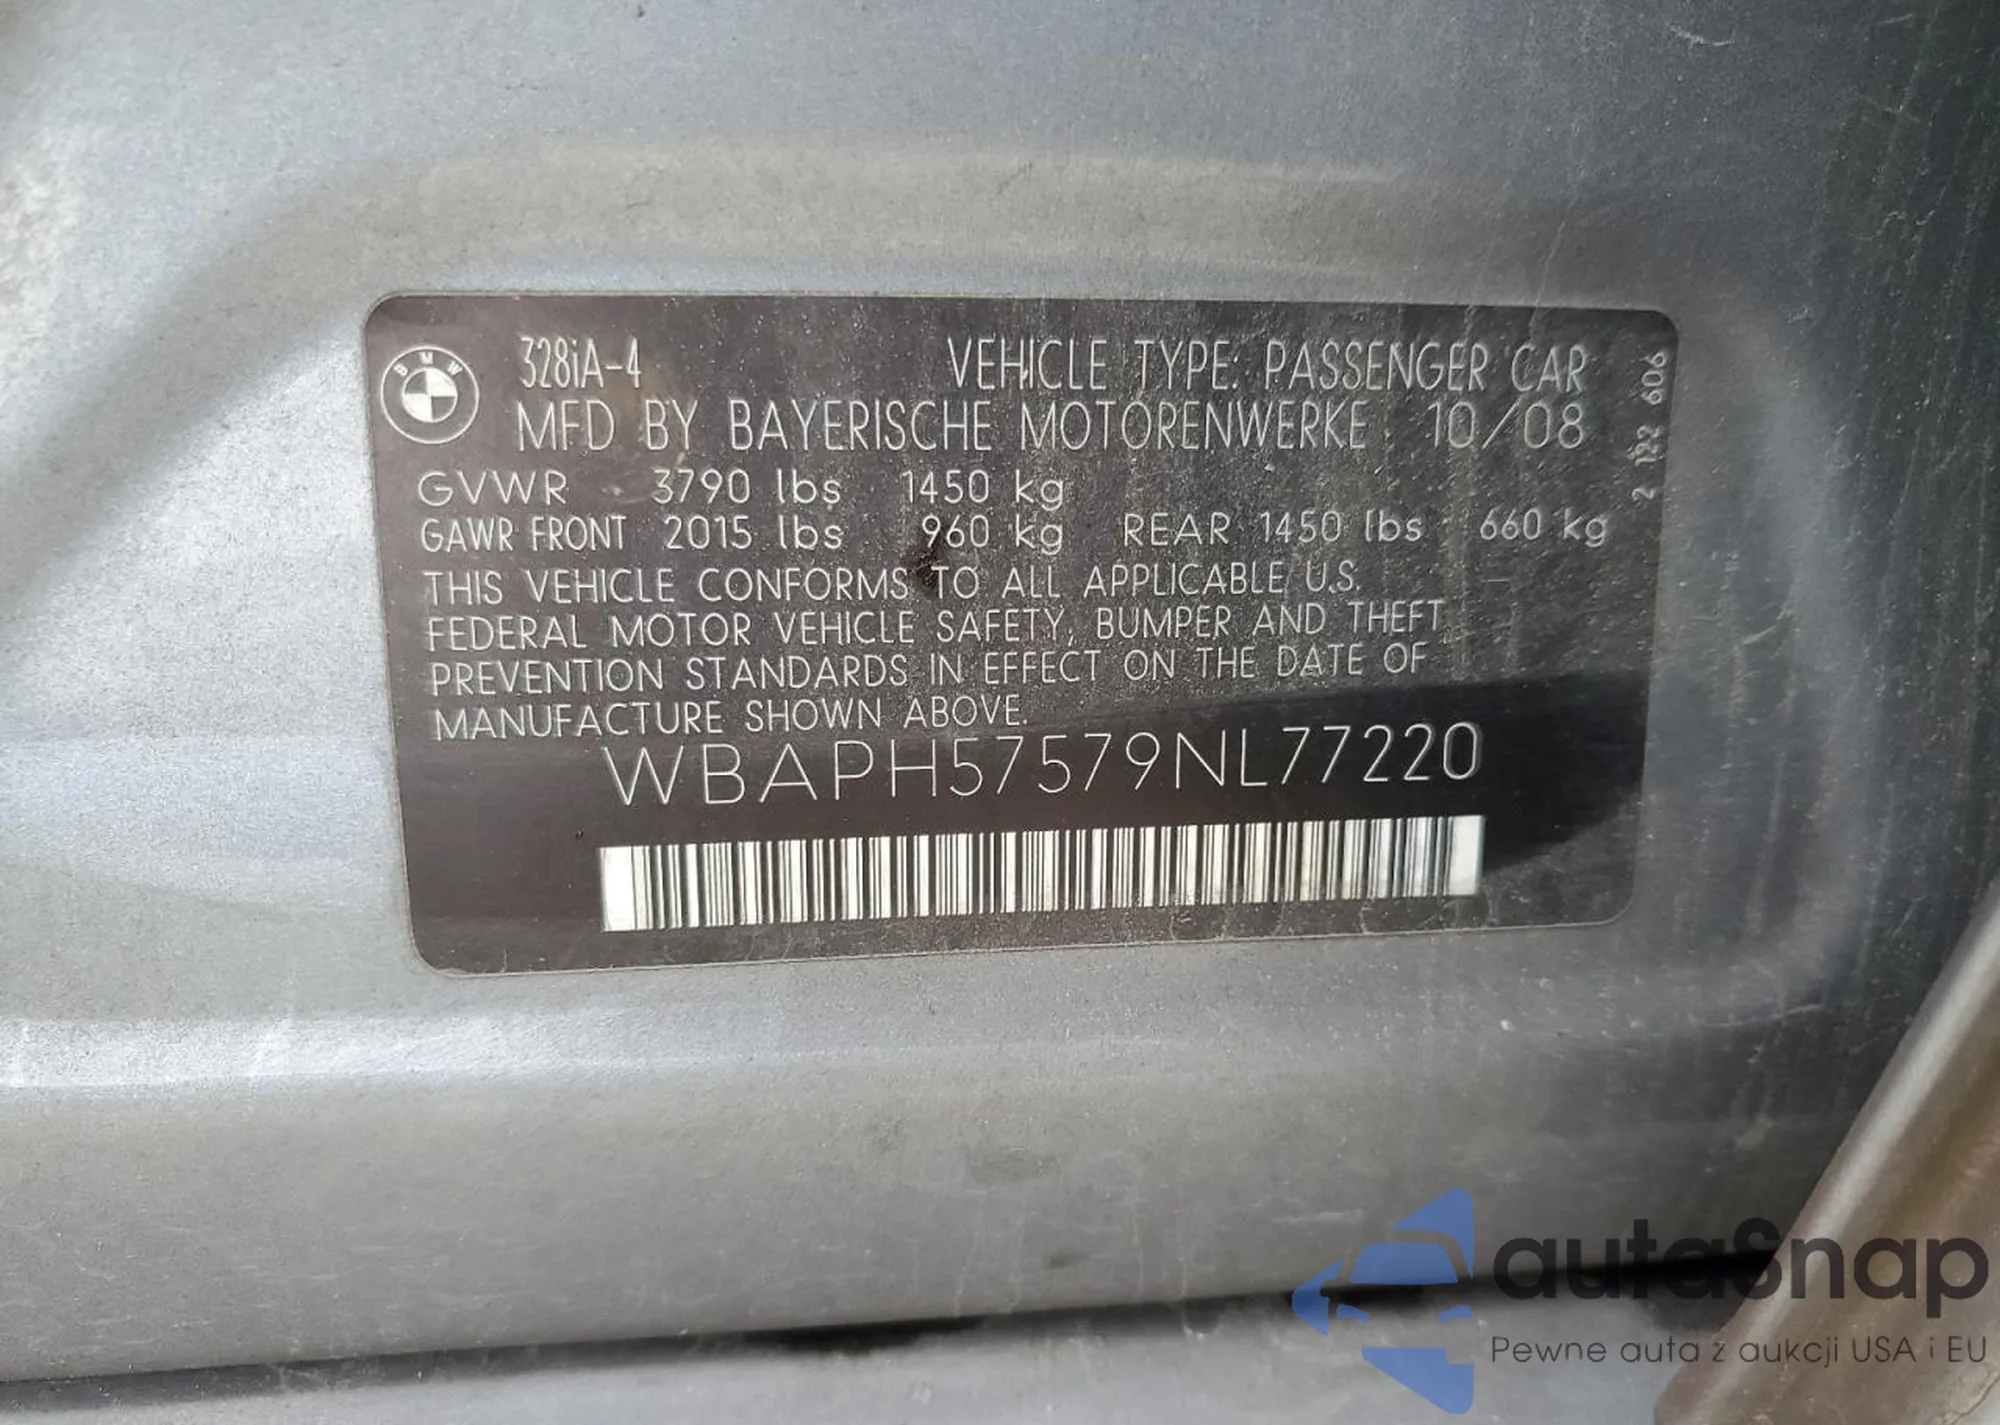 BMW
328iA-4 VEHICLE TYPE: PASSENGER CAR
MFD BY BAYERISCHE MOTORENWERKE 10/08
GVWR 3790 lbs 1450 kg
GAWR FRONT 2015 lbs 960 kg REAR 1450 lbs 660 kg
THIS VEHICLE CONFORMS TO ALL APPLICABLE U.S.
FEDERAL MOTOR VEHICLE SAFETY, BUMPER AND THEFT
PREVENTION STANDARDS IN EFFECT ON THE DATE OF
MANUFACTURE SHOWN ABOVE.
WBAPH57579NL77220
2 122 606
autaSnap
Pewne auta z aukcji USA i EU